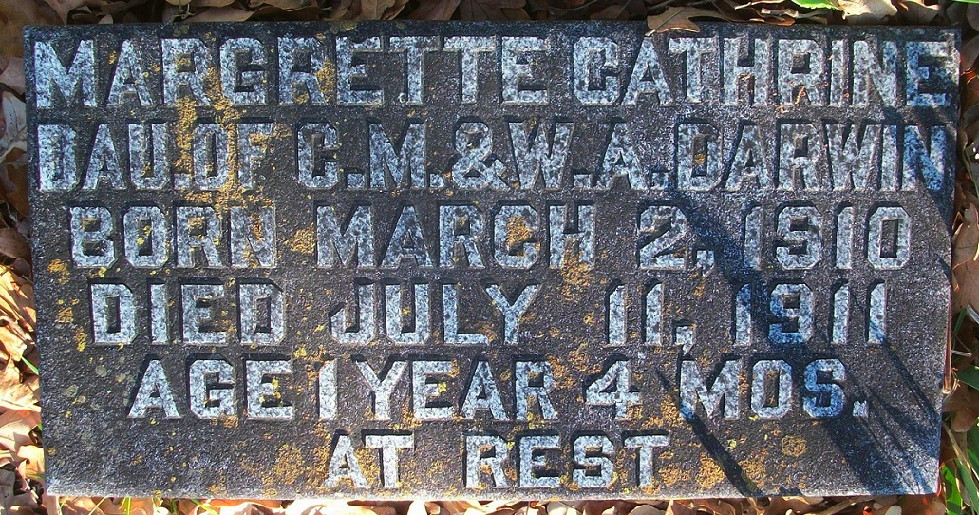 MARGRETTE CATHRINE
DAU. OF C.M. & W.A. DARWIN
BORN MARCH 2, 1910
DIED JULY 11, 1911
AGE 1 YEAR 4 MOS.
AT REST